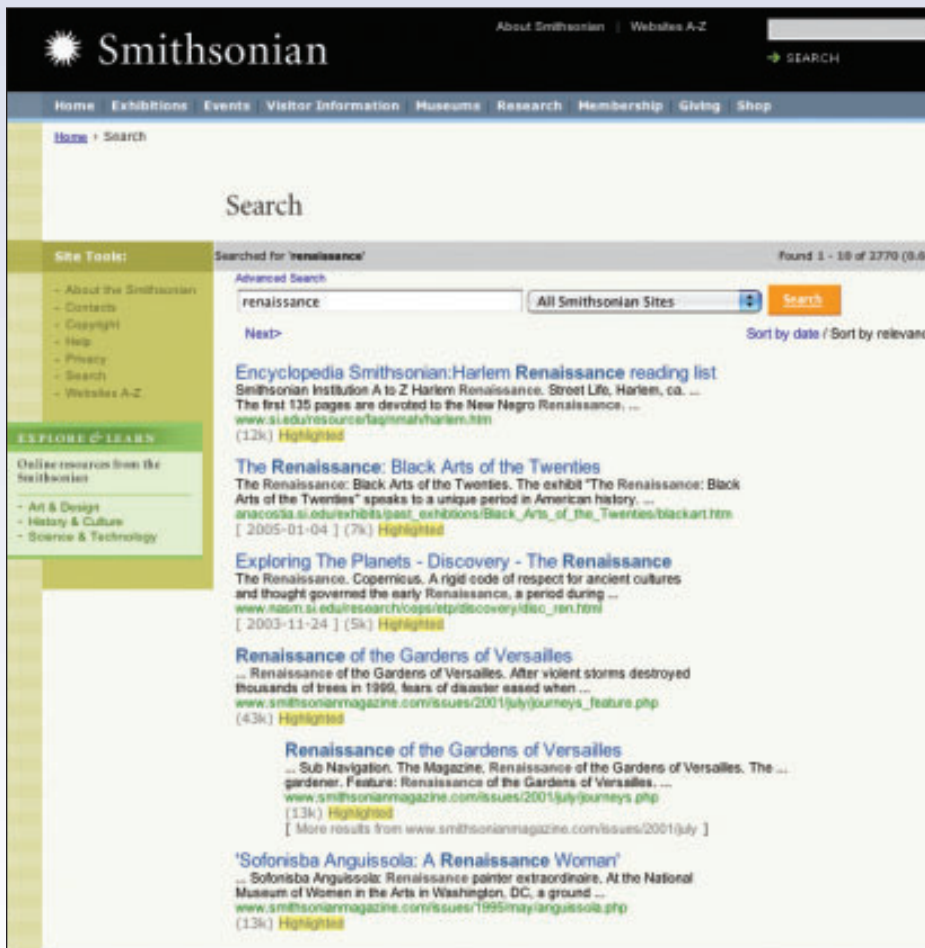 About Smithsonian | Websites A-Z
Smithsonian
SEARCH
Home Exhibitions Events Visitor Information Museums Research Membership Giving Shop
Home › Search
Search
Site Tools:
- About the Smithsonian
- Contacts
- Copyright
- Help
- Privacy
- Search
- Websites A-Z
EXPLORE & LEARN
Online resources from the
Smithsonian
- Art & Design
- History & Culture
- Science & Technology
Searched for 'renaissance' Found 1 - 10 of 2770
Advanced Search
renaissance All Smithsonian Sites Search
Next> Sort by date / Sort by relevanc
Encyclopedia Smithsonian:Harlem Renaissance reading list
Smithsonian Institution A to Z Harlem Renaissance. Street Life, Harlem, ca. ...
The first 135 pages are devoted to the New Negro Renaissance. ...
www.si.edu/resource/faq/nmah/harlem.htm
(12k) Highlighted
The Renaissance: Black Arts of the Twenties
The Renaissance: Black Arts of the Twenties. The exhibit "The Renaissance: Black
Arts of the Twenties" speaks to a unique period in American history. ...
anacostia.si.edu/exhibits/past_exhibitions/Black_Arts_of_the_Twenties/blackart.htm
[ 2005-01-04 ] (7k) Highlighted
Exploring The Planets - Discovery - The Renaissance
The Renaissance. Copernicus. A rigid code of respect for ancient cultures
and thought governed the early Renaissance, a period during ...
www.nasm.si.edu/research/ceps/etp/discovery/disc_ren.html
[ 2003-11-24 ] (5k) Highlighted
Renaissance of the Gardens of Versailles
... Renaissance of the Gardens of Versailles. After violent storms destroyed
thousands of trees in 1999, fears of disaster eased when ...
www.smithsonianmagazine.com/issues/2001/july/journeys_feature.php
(43k) Highlighted
Renaissance of the Gardens of Versailles
... Sub Navigation. The Magazine. Renaissance of the Gardens of Versailles. The ...
gardener. Feature: Renaissance of the Gardens of Versailles. ...
www.smithsonianmagazine.com/issues/2001/july/journeys.php
(13k) Highlighted
[ More results from www.smithsonianmagazine.com/issues/2001/july ]
'Sofonisba Anguissola: A Renaissance Woman'
... Sofonisba Anguissola: Renaissance painter extraordinaire. At the National
Museum of Women in the Arts in Washington, DC, a ground ...
www.smithsonianmagazine.com/issues/1995/may/anguissola.php
(13k) Highlighted